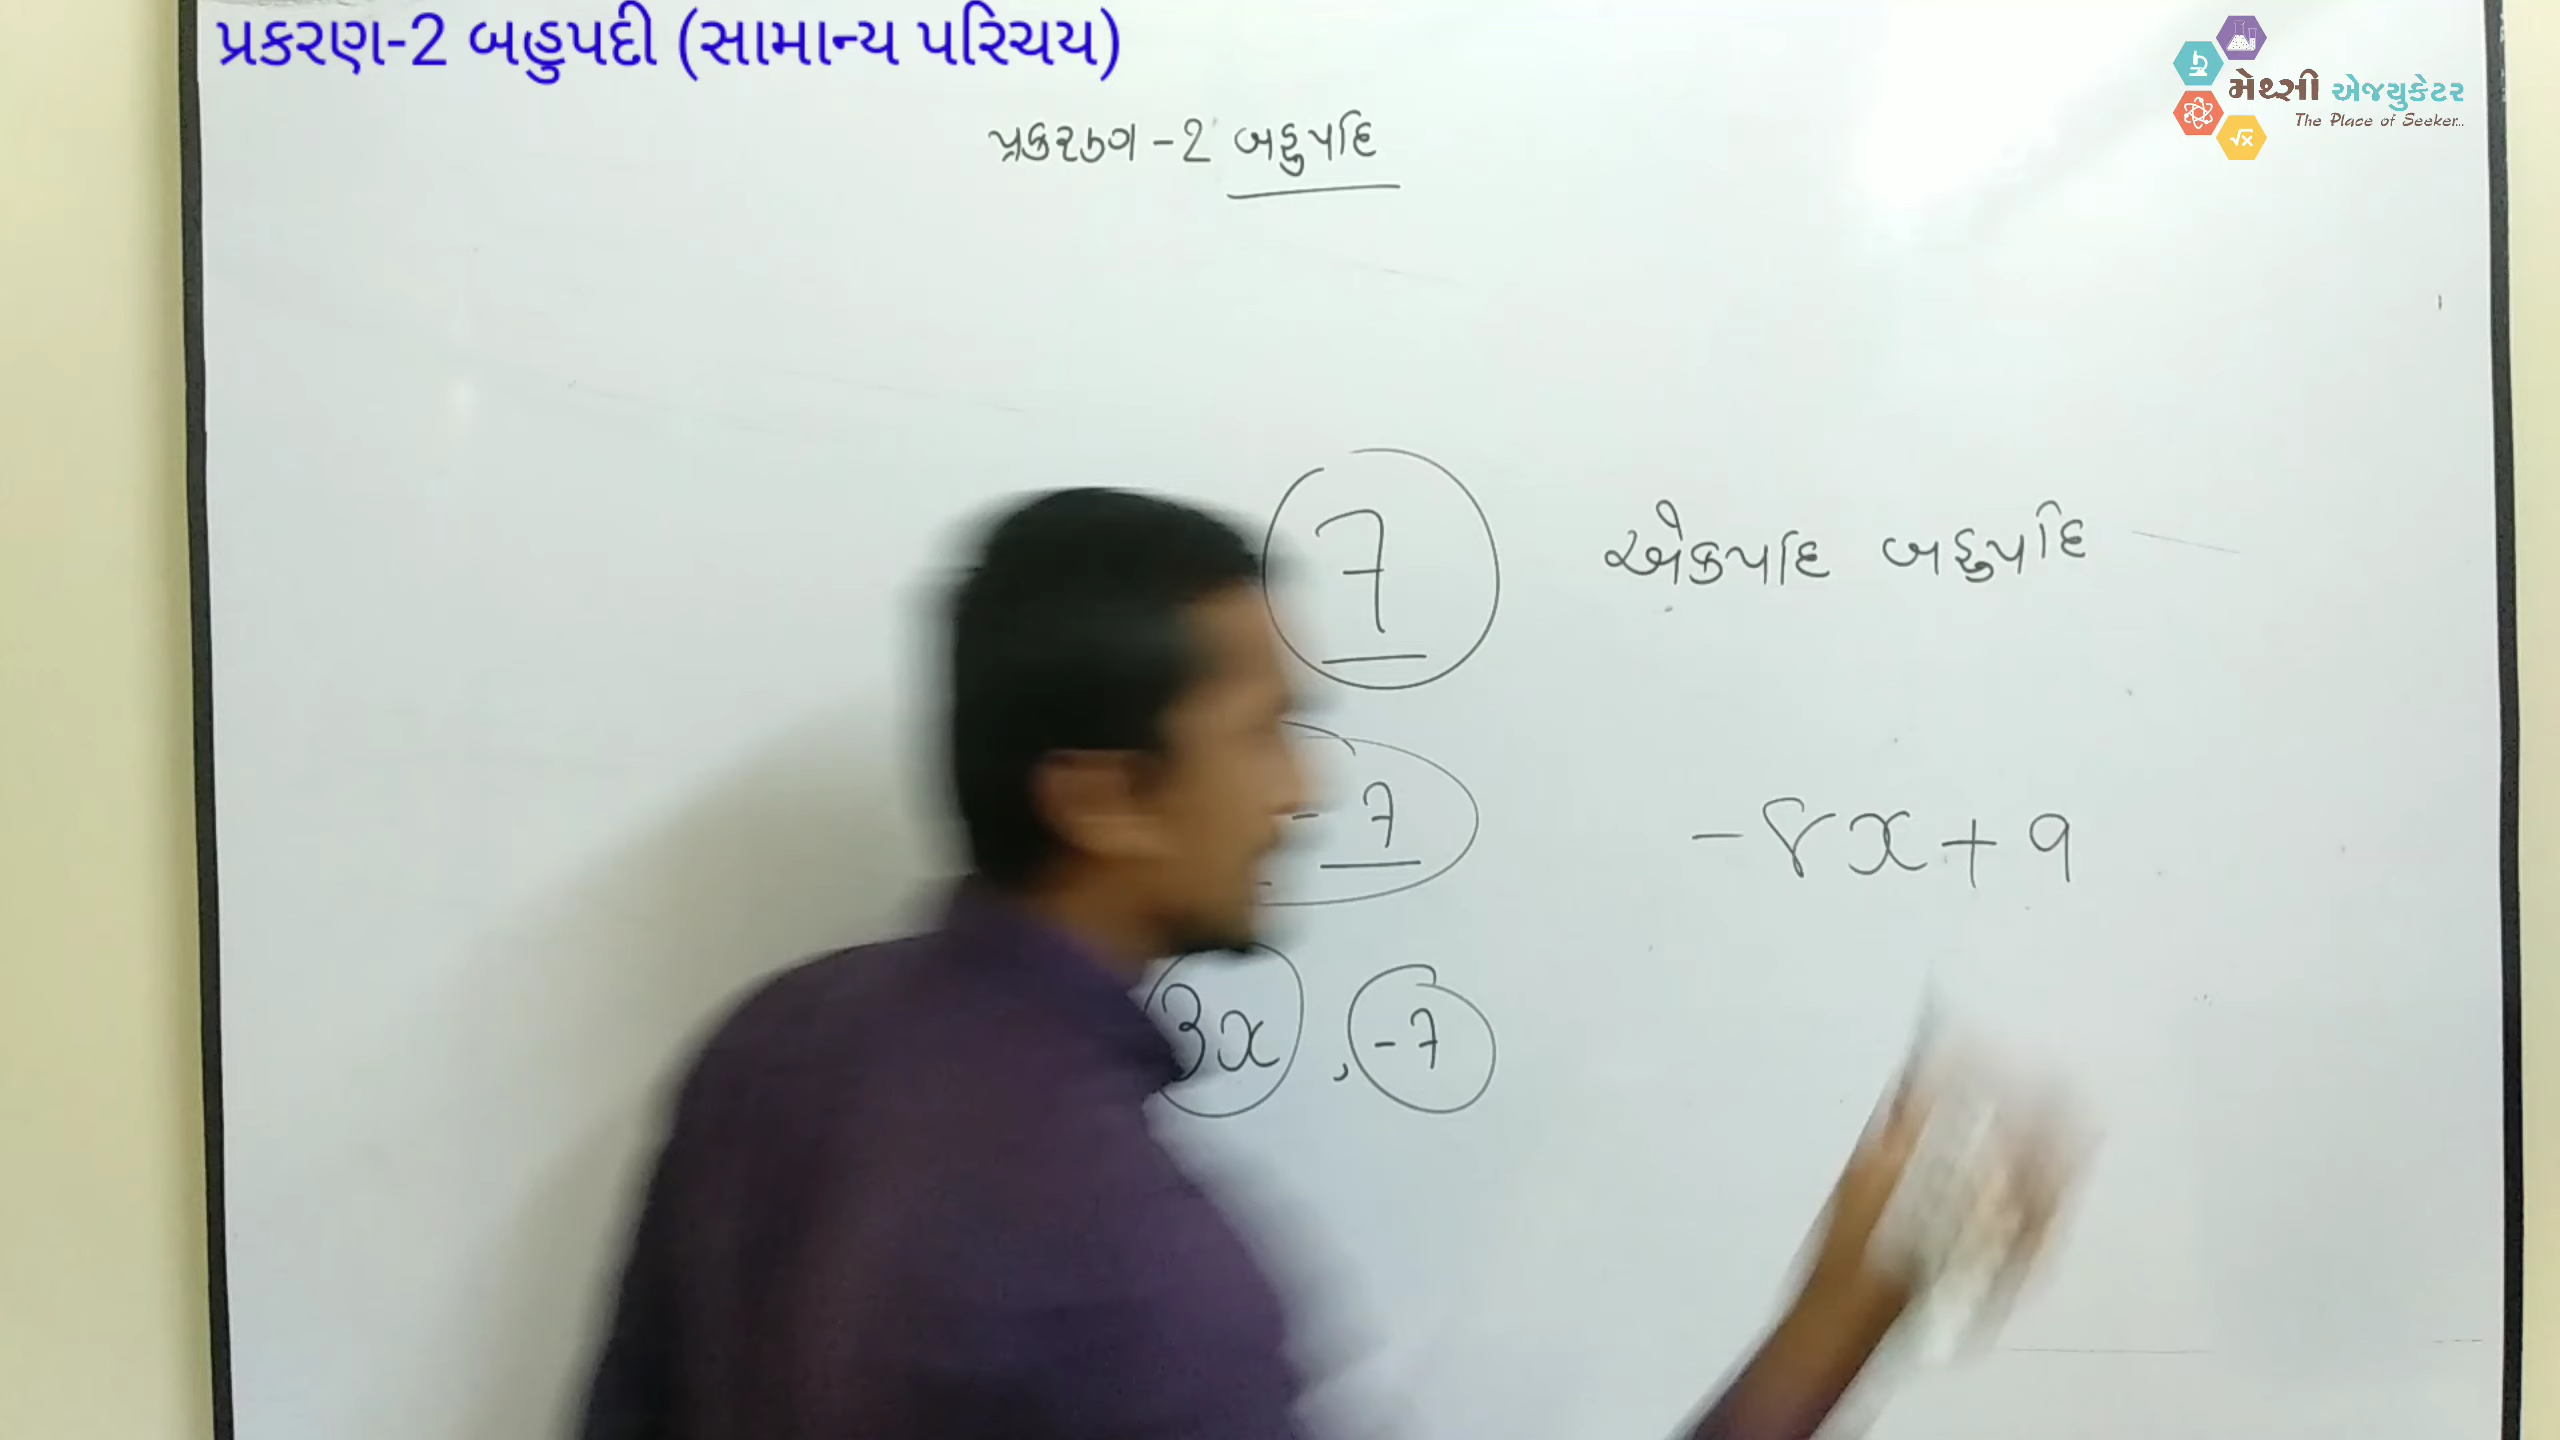 પ્રકરણ-2 બહુપદી (સામાન્ય પરિચય)
મેથ્સી એજ્યુકેટર
The Place of Seeker...
√x
પ્રકરણ -2 બહુપદિ
7 એકપદિ બહુપદિ
- 7
-8x + 9
3x , -7